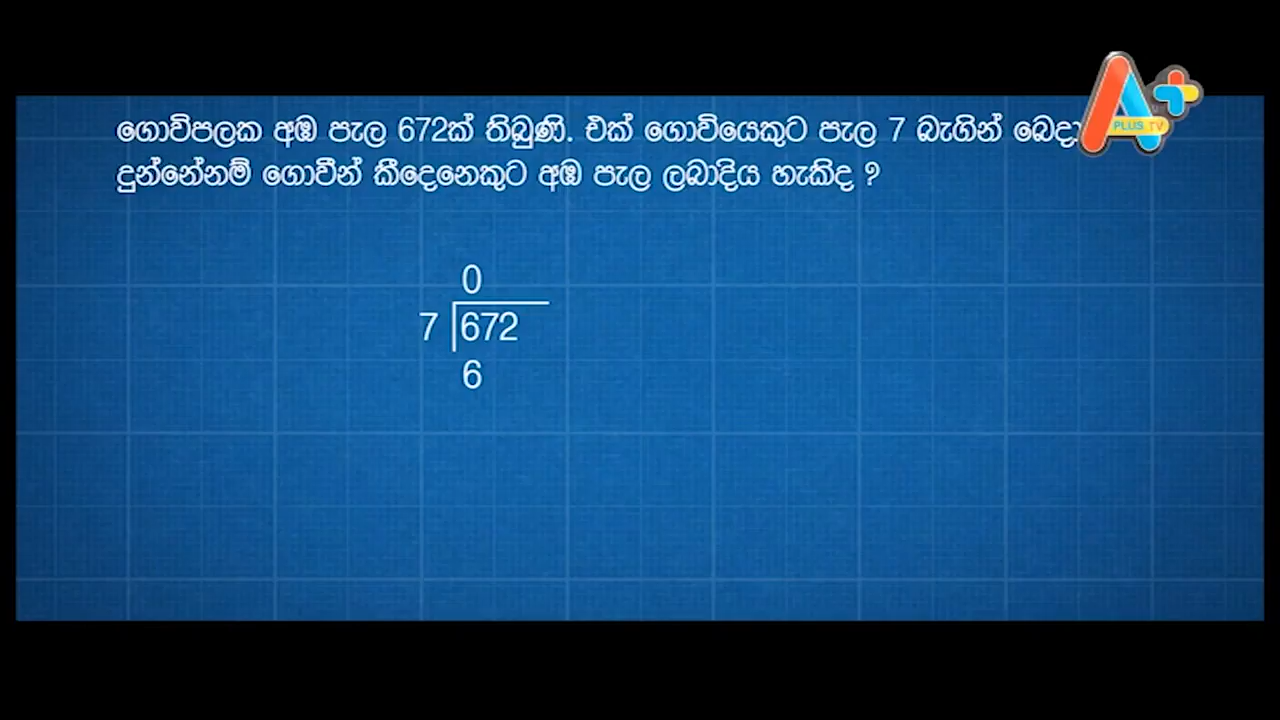 ගොවිපලක අඹ පැල 672ක් තිබුණි. එක් ගොවියෙකුට පැල 7 බැගින් බෙදා
දුන්නේනම් ගොවීන් කීදෙනෙකුට අඹ පැල ලබාදිය හැකිද ?
0
7 672
6
A+
PLUS TV